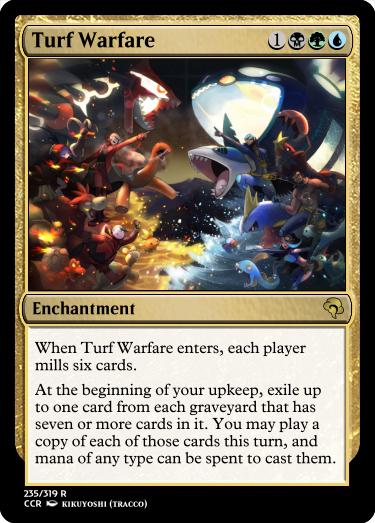 Turf Warfare 1
Enchantment
When Turf Warfare enters, each player
mills six cards.
At the beginning of your upkeep, exile up
to one card from each graveyard that has
seven or more cards in it. You may play a
copy of each of those cards this turn, and
mana of any type can be spent to cast them.
235/319 R
CCR KIKUYOSHI (TRACCO)